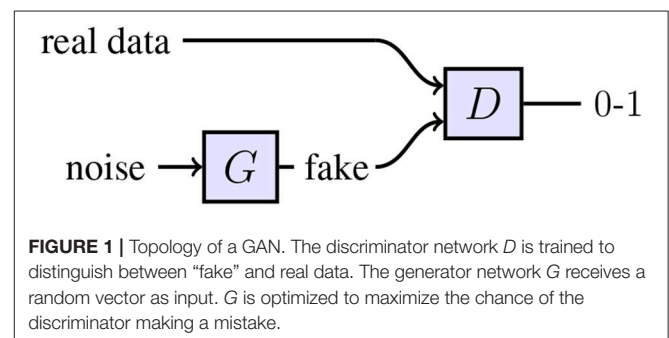 real data
D
0-1
noise
G
fake
FIGURE 1 | Topology of a GAN. The discriminator network D is trained to
distinguish between “fake” and real data. The generator network G receives a
random vector as input. G is optimized to maximize the chance of the
discriminator making a mistake.